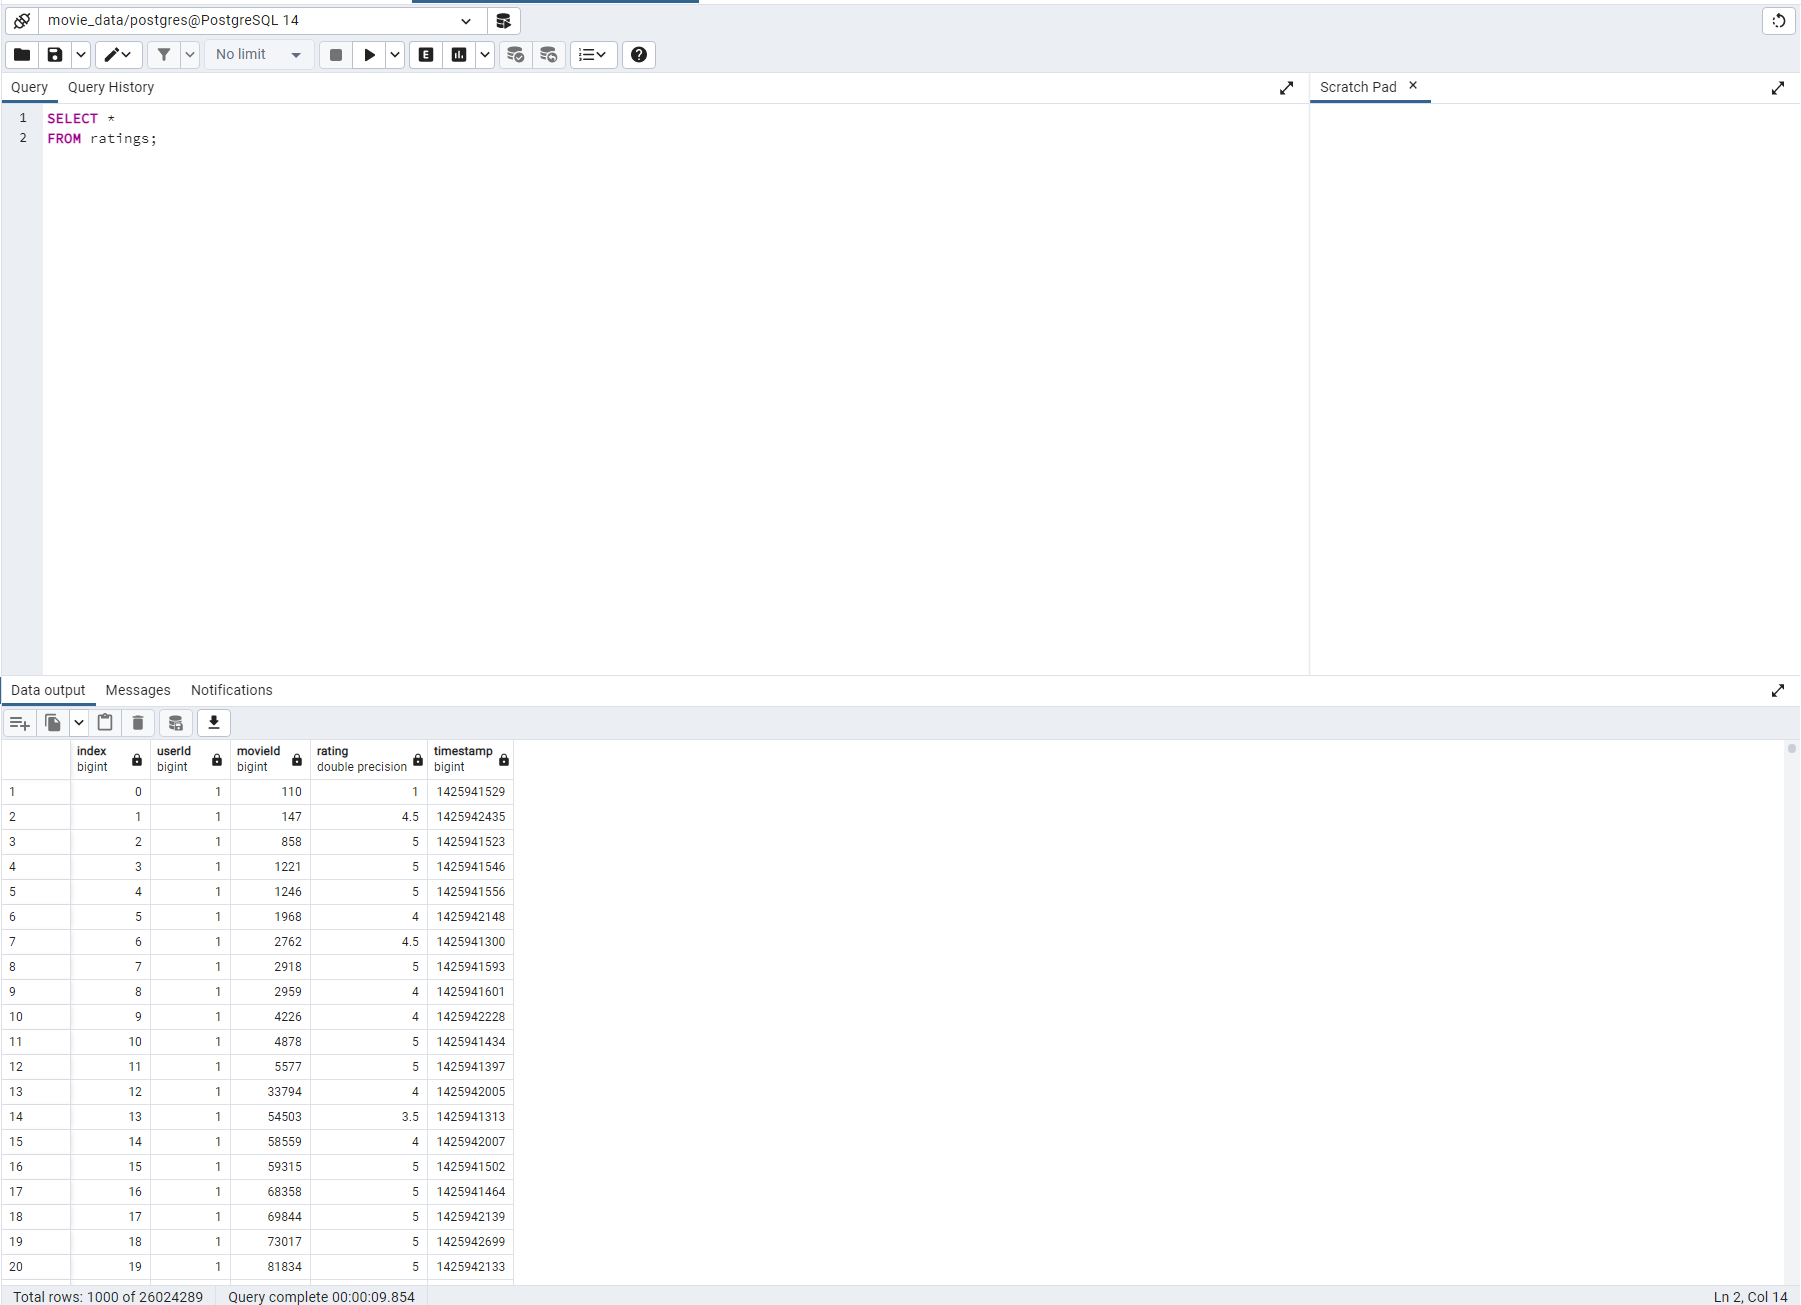 movie_data/postgres@PostgreSQL 14
No limit
E
Query Query History
Scratch Pad ×
1 SELECT *
2 FROM ratings;
Data output Messages Notifications
index userId movieId rating timestamp
bigint bigint bigint double precision bigint
1 0 1 110 1 1425941529
2 1 1 147 4.5 1425942435
3 2 1 858 5 1425941523
4 3 1 1221 5 1425941546
5 4 1 1246 5 1425941556
6 5 1 1968 4 1425942148
7 6 1 2762 4.5 1425941300
8 7 1 2918 5 1425941593
9 8 1 2959 4 1425941601
10 9 1 4226 4 1425942228
11 10 1 4878 5 1425941434
12 11 1 5577 5 1425941397
13 12 1 33794 4 1425942005
14 13 1 54503 3.5 1425941313
15 14 1 58559 4 1425942007
16 15 1 59315 5 1425941502
17 16 1 68358 5 1425941464
18 17 1 69844 5 1425942139
19 18 1 73017 5 1425942699
20 19 1 81834 5 1425942133
Total rows: 1000 of 26024289 Query complete 00:00:09.854 Ln 2, Col 14